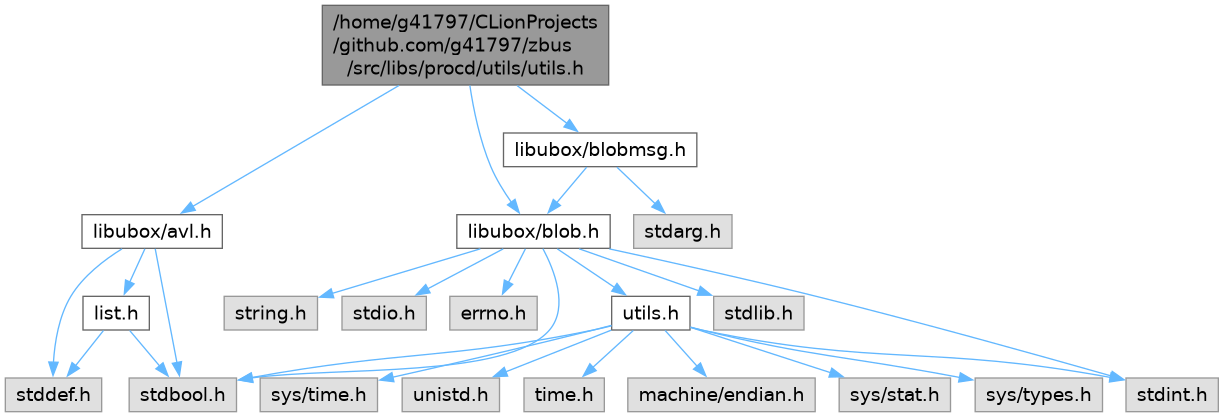 /home/g41797/CLionProjects
/github.com/g41797/zbus
/src/libs/procd/utils/utils.h
libubox/blobmsg.h
libubox/avl.h
libubox/blob.h
stdarg.h
list.h
string.h
stdio.h
errno.h
utils.h
stdlib.h
stddef.h
stdbool.h
sys/time.h
unistd.h
time.h
machine/endian.h
sys/stat.h
sys/types.h
stdint.h